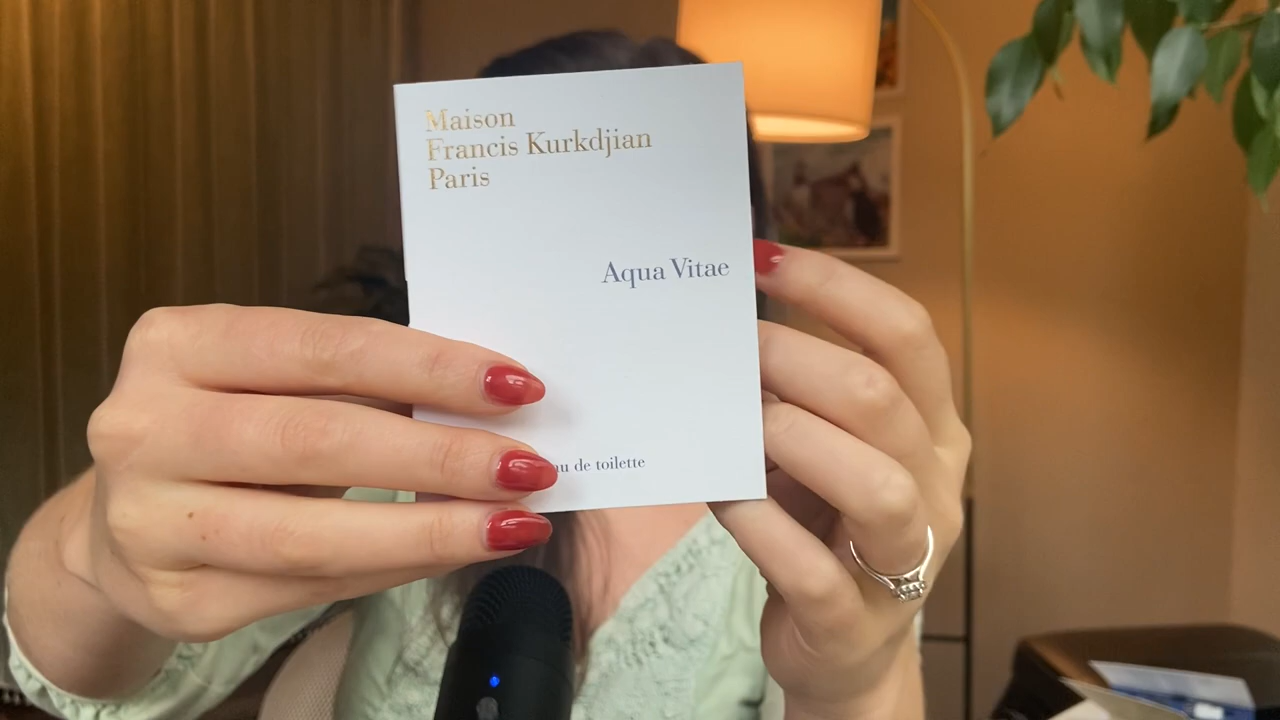 Maison
Francis Kurkdjian
Paris
Aqua Vitae
de toilette